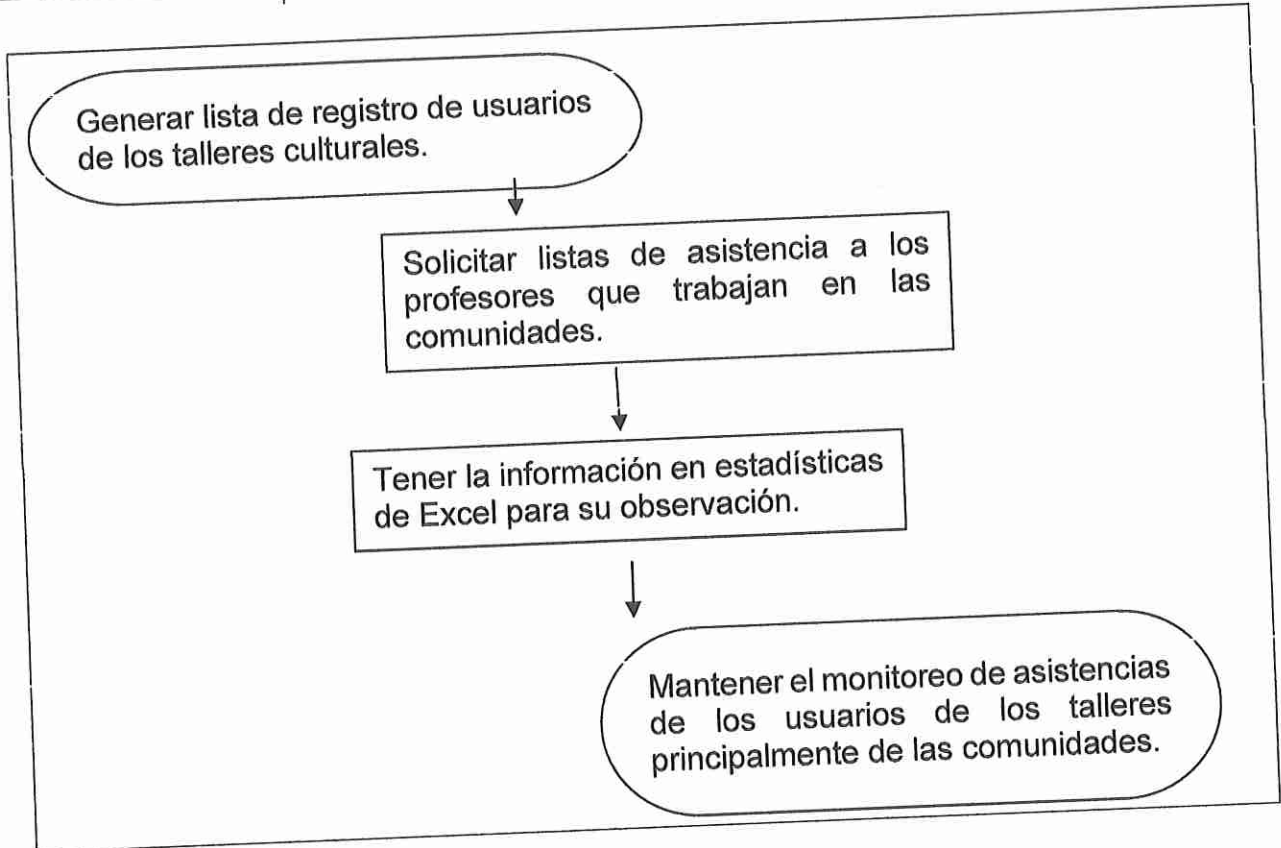 Generar lista de registro de usuarios
de los talleres culturales.
Solicitar listas de asistencia a los
profesores que trabajan en las
comunidades.
Tener la información en estadísticas
de Excel para su observación.
Mantener el monitoreo de asistencias
de los usuarios de los talleres
principalmente de las comunidades.